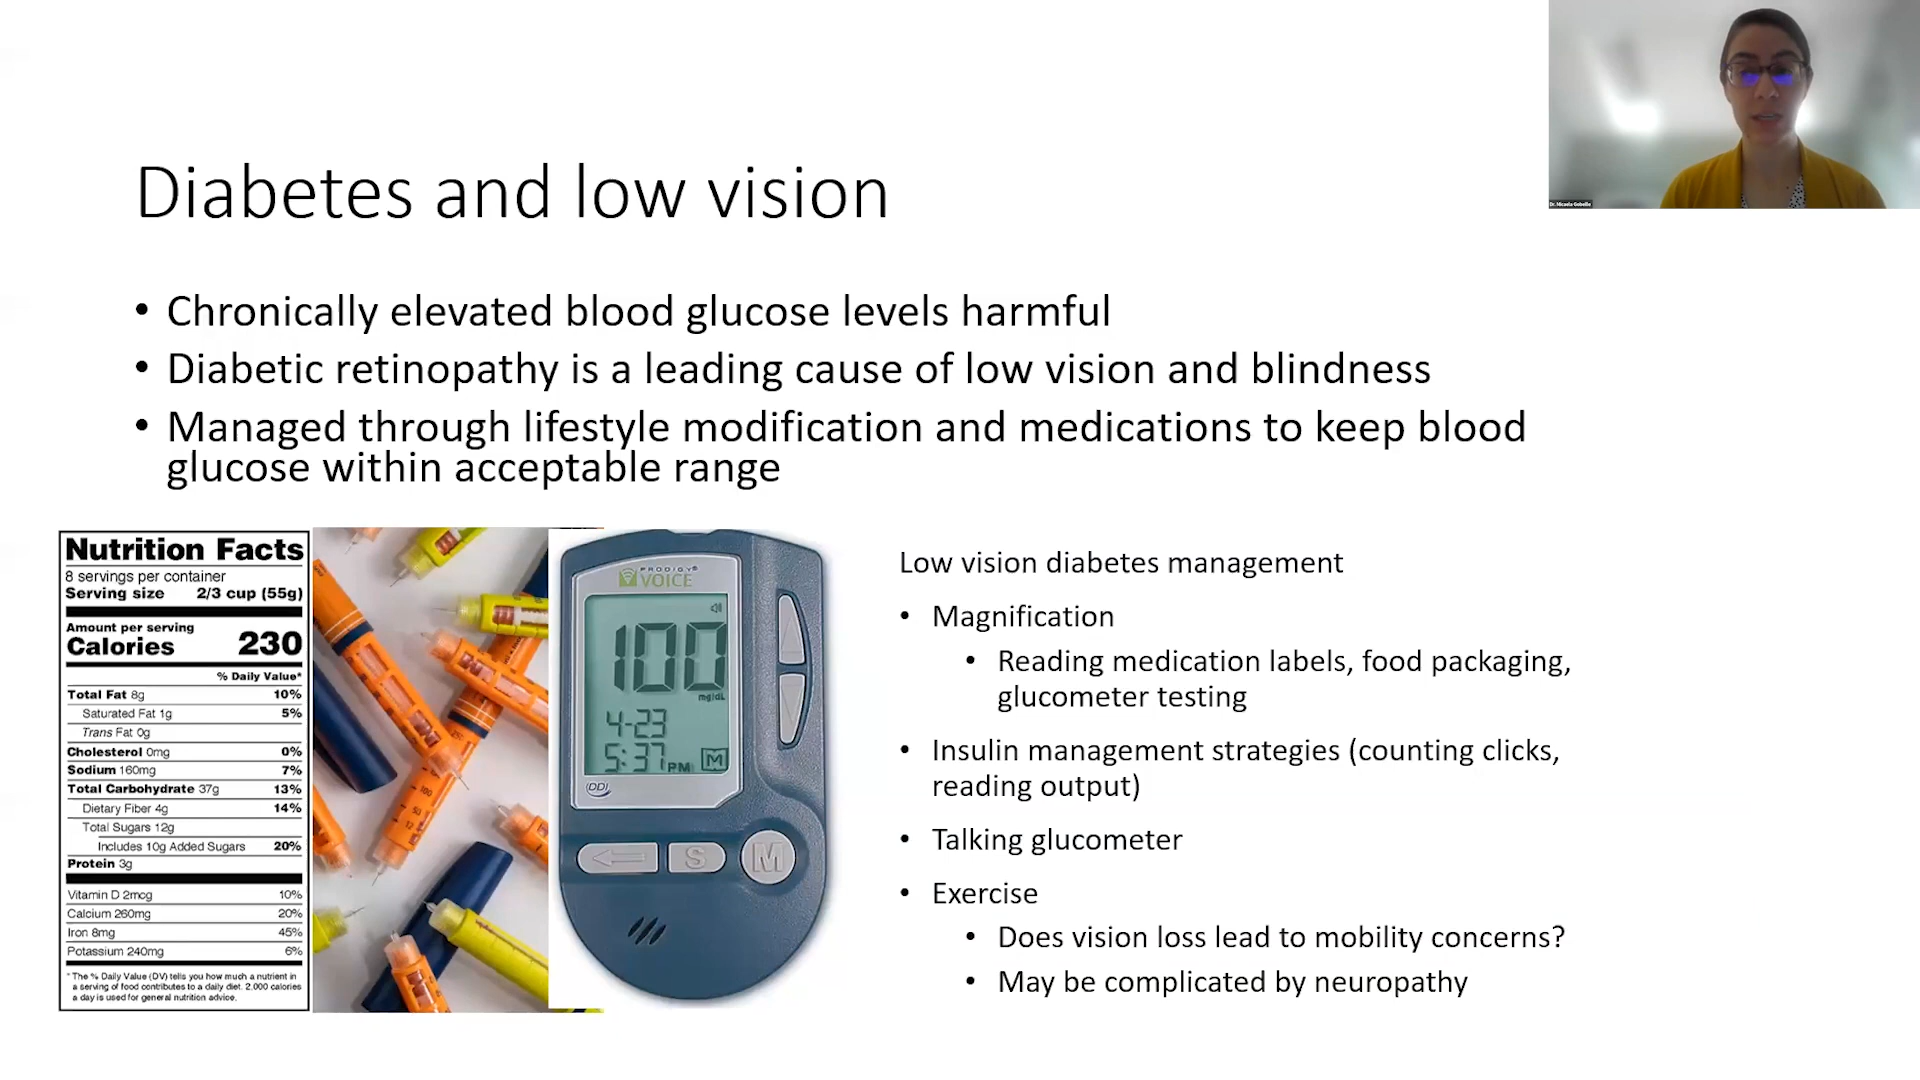 Dr. Micaela Gobeille
Diabetes and low vision
• Chronically elevated blood glucose levels harmful
• Diabetic retinopathy is a leading cause of low vision and blindness
• Managed through lifestyle modification and medications to keep blood
glucose within acceptable range
Nutrition Facts
8 servings per container
Serving size 2/3 cup (55g)
Amount per serving
Calories 230
% Daily Value*
Total Fat 8g 10%
Saturated Fat 1g 5%
Trans Fat 0g
Cholesterol 0mg 0%
Sodium 160mg 7%
Total Carbohydrate 37g 13%
Dietary Fiber 4g 14%
Total Sugars 12g
Includes 10g Added Sugars 20%
Protein 3g
Vitamin D 2mcg 10%
Calcium 260mg 20%
Iron 8mg 45%
Potassium 240mg 6%
* The % Daily Value (DV) tells you how much a nutrient in
a serving of food contributes to a daily diet. 2,000 calories
a day is used for general nutrition advice.
PRODIGY®
VOICE
100
mg/dL
4-23
5:37 PM M
DDI
S M
Low vision diabetes management
• Magnification
• Reading medication labels, food packaging,
glucometer testing
• Insulin management strategies (counting clicks,
reading output)
• Talking glucometer
• Exercise
• Does vision loss lead to mobility concerns?
• May be complicated by neuropathy